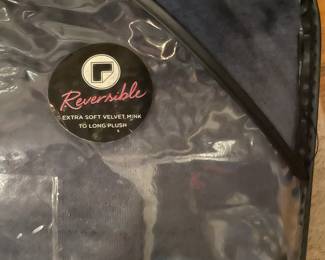 Reversible
EXTRA SOFT VELVET MINK
TO LONG PLUSH